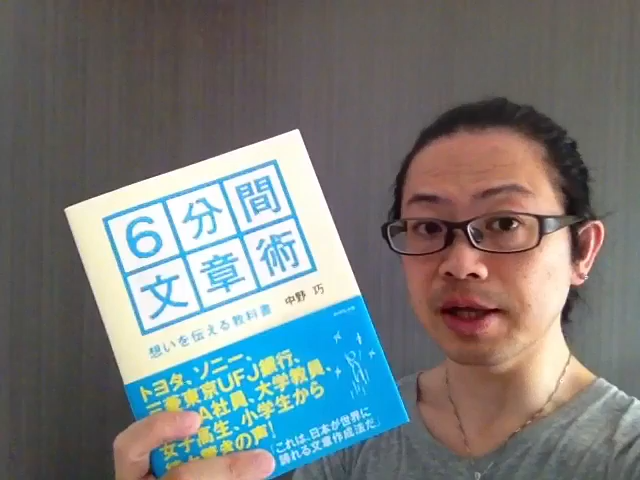 6分間
文章術
想いを伝える教科書
中野 巧
トヨタ、ソニー、
三菱東京UFJ銀行、
A社員、大学教員、
女子高生、小学生から
の声!
「これは、日本が世界に
誇れる文章作成法だ」